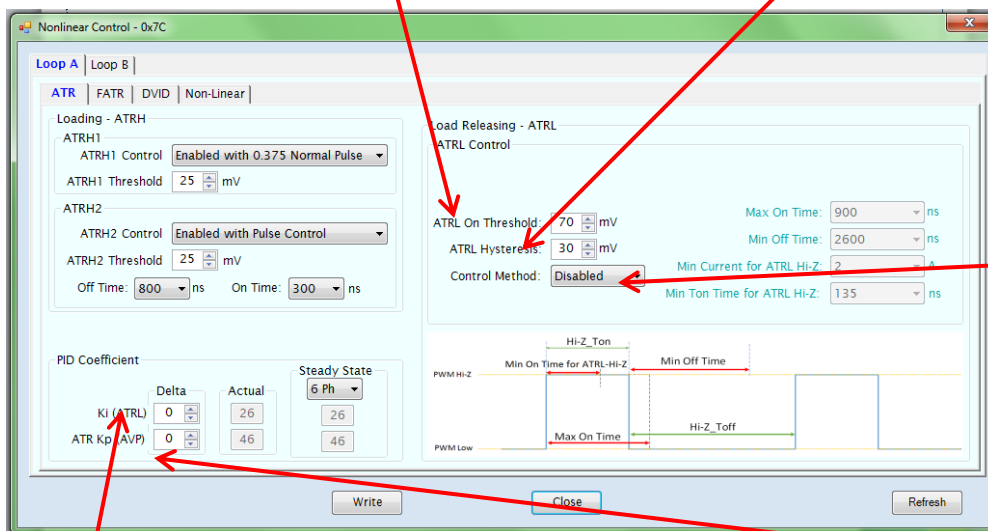 Nonlinear Control - 0x7C
x
Loop A Loop B
ATR FATR DVID Non-Linear
Loading - ATRH
ATRH1
ATRH1 Control Enabled with 0.375 Normal Pulse
ATRH1 Threshold 25 mV
ATRH2
ATRH2 Control Enabled with Pulse Control
ATRH2 Threshold 25 mV
Off Time: 800 ns On Time: 300 ns
PID Coefficient
Steady State
Delta Actual 6 Ph
Ki (ATRL) 0 26 26
ATR Kp (AVP) 0 46 46
Load Releasing - ATRL
ATRL Control
ATRL On Threshold: 70 mV
ATRL Hysteresis: 30 mV
Control Method: Disabled
Max On Time: 900 ns
Min Off Time: 2600 ns
Min Current for ATRL Hi-Z: 2 A
Min Ton Time for ATRL Hi-Z: 135 ns
Hi-Z_Ton
Min On Time for ATRL-Hi-Z Min Off Time
PWM Hi-Z
Hi-Z_Toff
Max On Time
PWM Low
Write Close Refresh